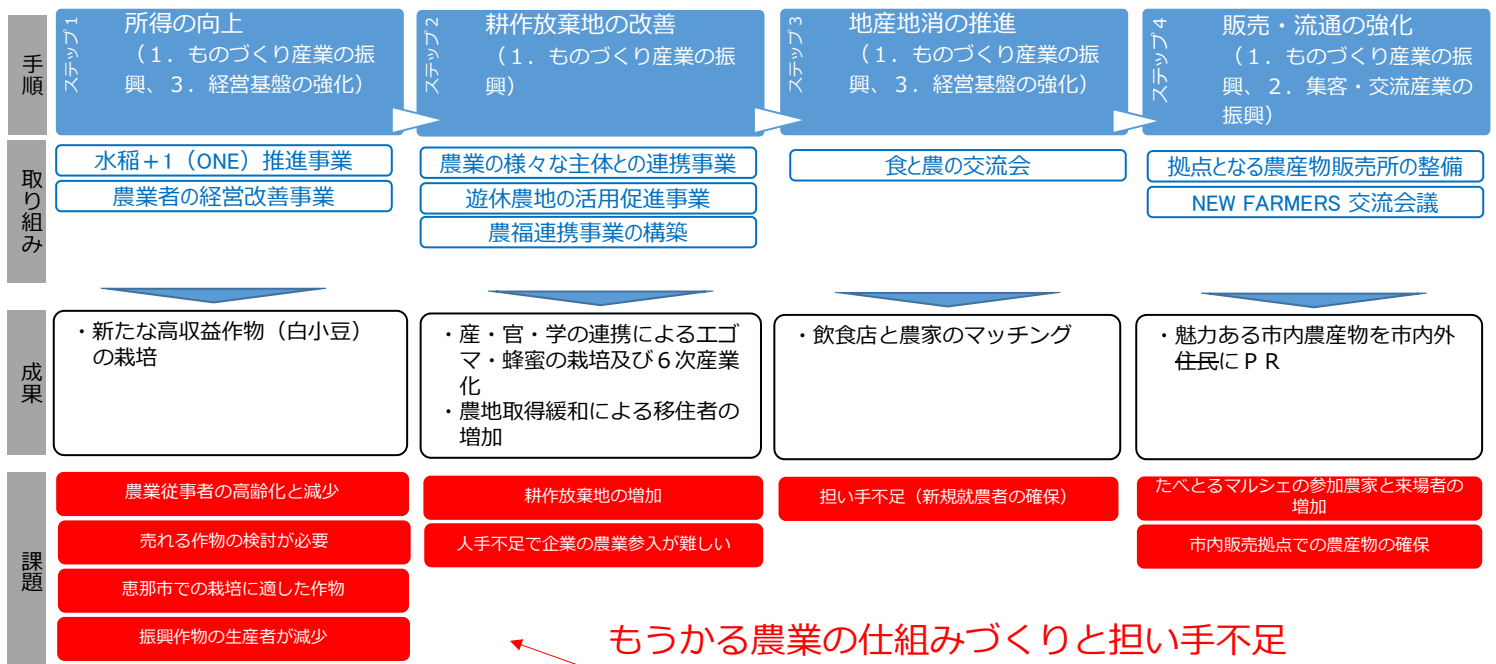 手順
ステップ1
所得の向上
（１．ものづくり産業の振
興、３．経営基盤の強化）
ステップ2
耕作放棄地の改善
（１．ものづくり産業の振
興）
ステップ3
地産地消の推進
（１．ものづくり産業の振
興、３．経営基盤の強化）
ステップ4
販売・流通の強化
（１．ものづくり産業の振
興、２．集客・交流産業の
振興）
取り組み
水稲＋1（ONE）推進事業
農業者の経営改善事業
農業の様々な主体との連携事業
遊休農地の活用促進事業
農福連携事業の構築
食と農の交流会
拠点となる農産物販売所の整備
NEW FARMERS 交流会議
成果
・新たな高収益作物（白小豆）
の栽培
・産・官・学の連携によるエゴ
マ・蜂蜜の栽培及び６次産業
化
・農地取得緩和による移住者の
増加
・飲食店と農家のマッチング
・魅力ある市内農産物を市内外
住民にＰＲ
課題
農業従事者の高齢化と減少
売れる作物の検討が必要
恵那市での栽培に適した作物
振興作物の生産者が減少
耕作放棄地の増加
人手不足で企業の農業参入が難しい
担い手不足（新規就農者の確保）
たべとるマルシェの参加農家と来場者の
増加
市内販売拠点での農産物の確保
もうかる農業の仕組みづくりと担い手不足